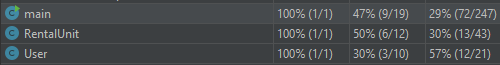 main 100% (1/1) 47% (9/19) 29% (72/247)
RentalUnit 100% (1/1) 50% (6/12) 30% (13/43)
User 100% (1/1) 30% (3/10) 57% (12/21)